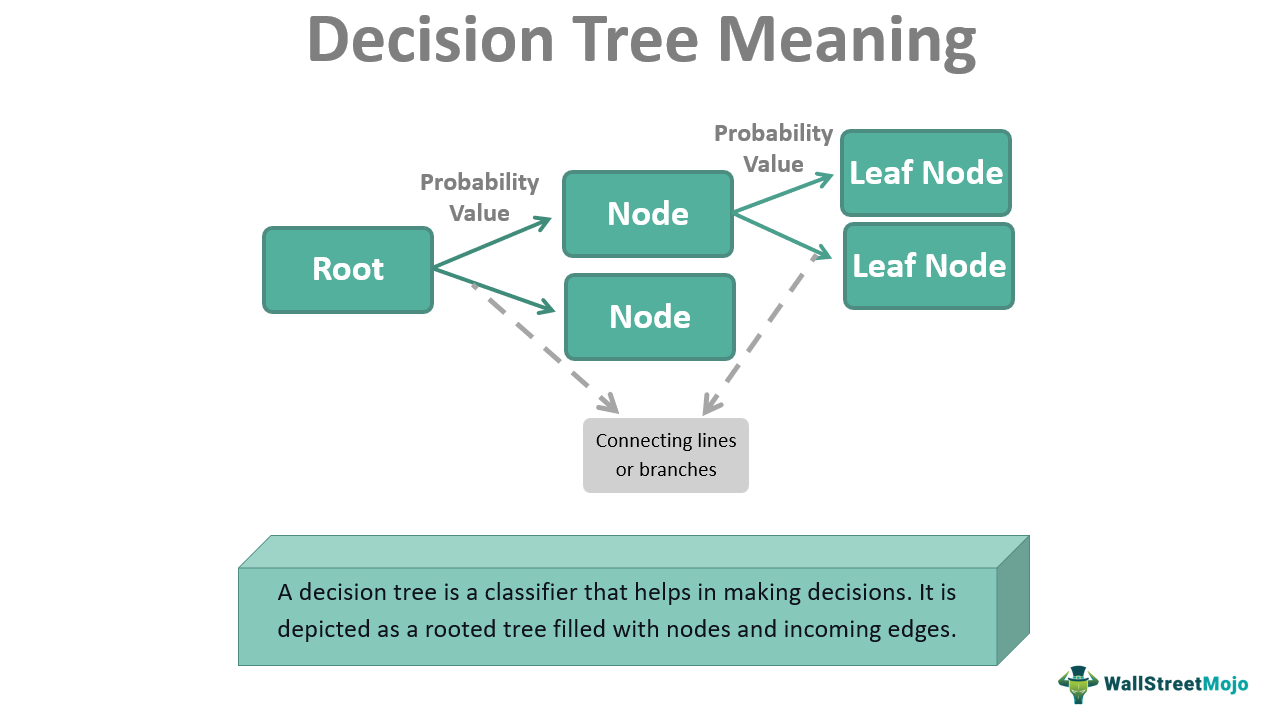 Decision Tree Meaning
Probability
Value
Probability
Value
Root
Node
Node
Leaf Node
Leaf Node
Connecting lines
or branches
A decision tree is a classifier that helps in making decisions. It is
depicted as a rooted tree filled with nodes and incoming edges.
WallStreetMojo